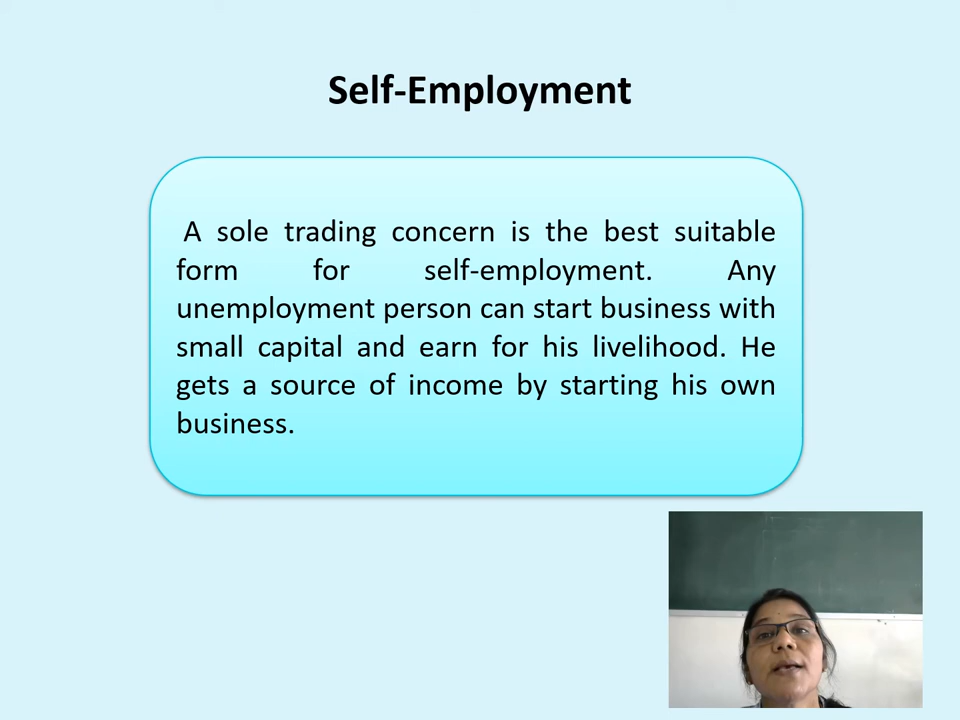 Self-Employment
A sole trading concern is the best suitable
form for self-employment. Any
unemployment person can start business with
small capital and earn for his livelihood. He
gets a source of income by starting his own
business.